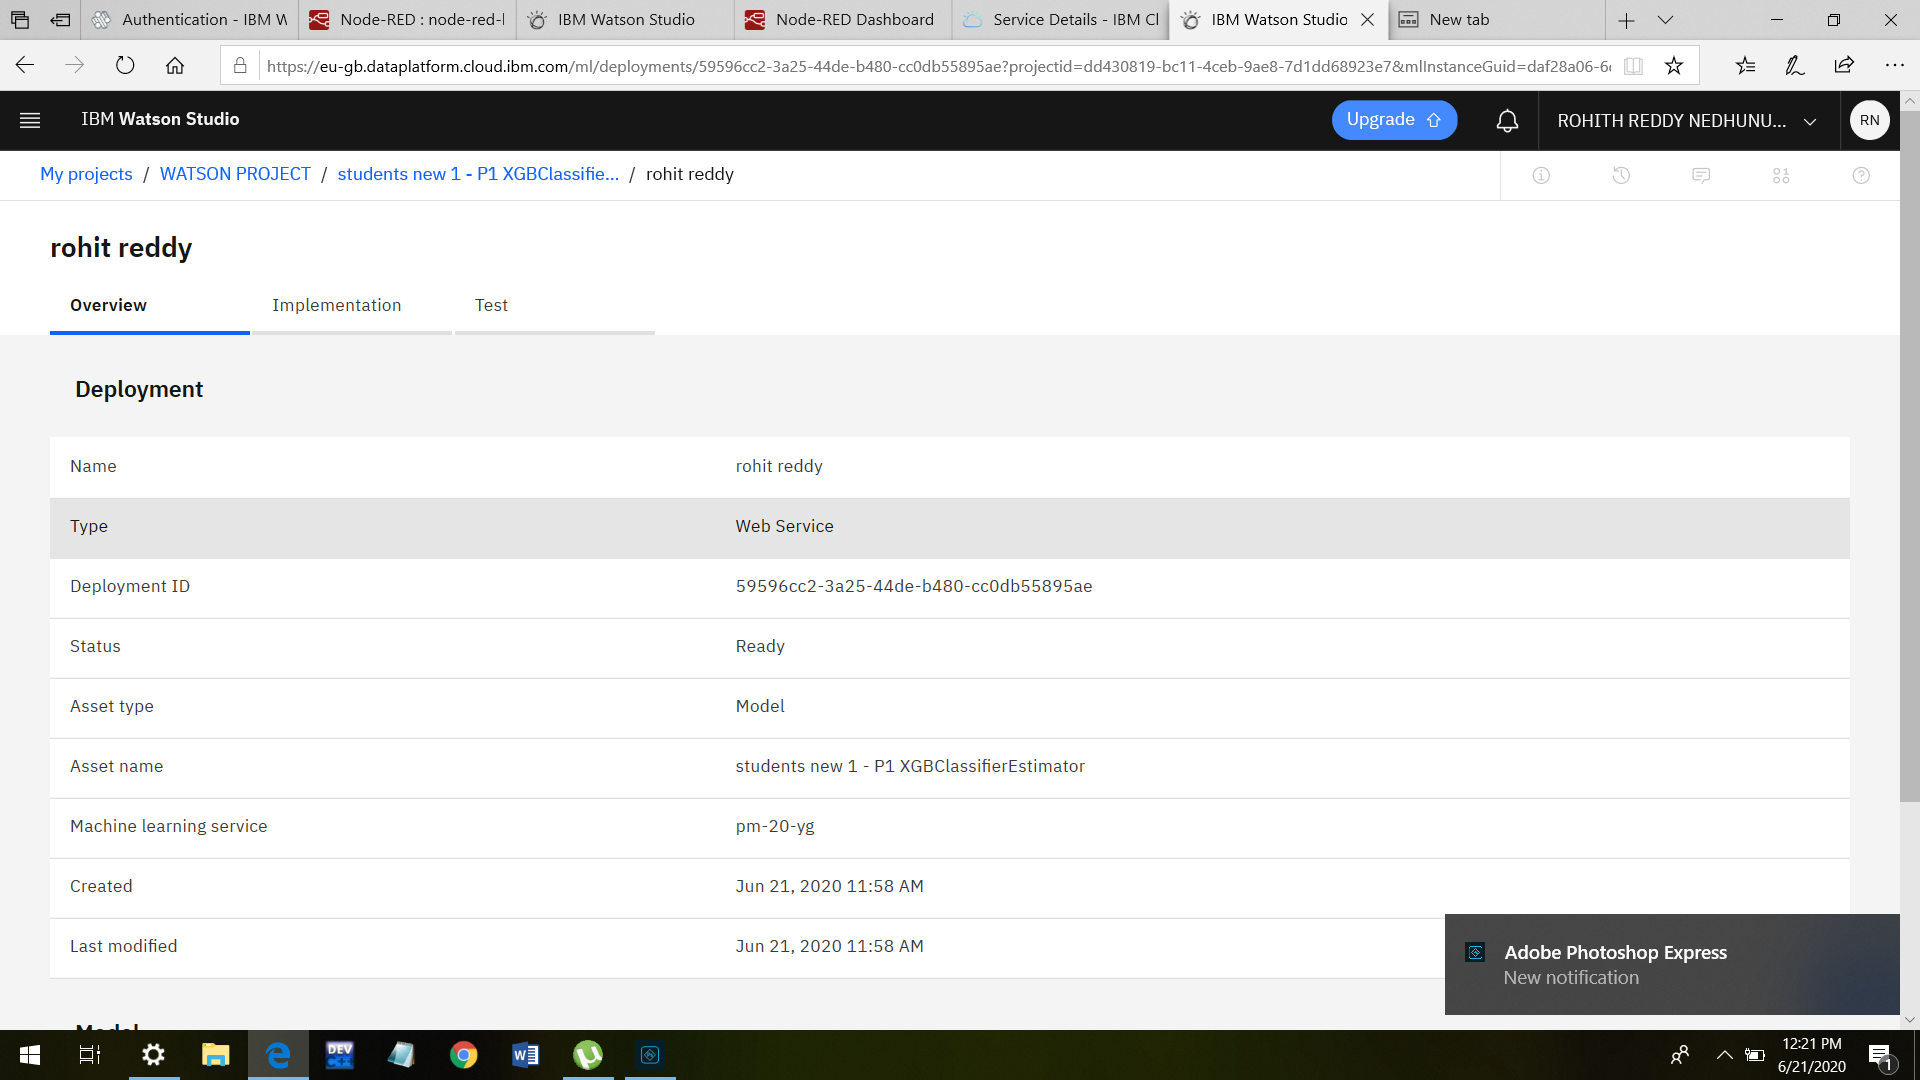 Authentication - IBM W
Node-RED : node-red-l
IBM Watson Studio
Node-RED Dashboard
Service Details - IBM Cl
IBM Watson Studio
New tab
https://eu-gb.dataplatform.cloud.ibm.com/ml/deployments/59596cc2-3a25-44de-b480-cc0db55895ae?projectid=dd430819-bc11-4ceb-9ae8-7d1dd68923e7&mlInstanceGuid=daf28a06-6
IBM Watson Studio
Upgrade
ROHITH REDDY NEDHUNU...
RN
My projects / WATSON PROJECT / students new 1 - P1 XGBClassifie... / rohit reddy
rohit reddy
Overview
Implementation
Test
Deployment
Name rohit reddy
Type Web Service
Deployment ID 59596cc2-3a25-44de-b480-cc0db55895ae
Status Ready
Asset type Model
Asset name students new 1 - P1 XGBClassifierEstimator
Machine learning service pm-20-yg
Created Jun 21, 2020 11:58 AM
Last modified Jun 21, 2020 11:58 AM
Adobe Photoshop Express
New notification
Model
DEV
C++
12:21 PM
6/21/2020
1